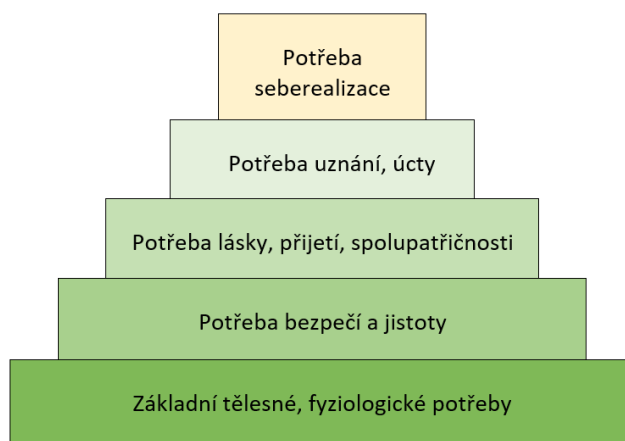 Potřeba
seberealizace
Potřeba uznání, úcty
Potřeba lásky, přijetí, spolupatřičnosti
Potřeba bezpečí a jistoty
Základní tělesné, fyziologické potřeby